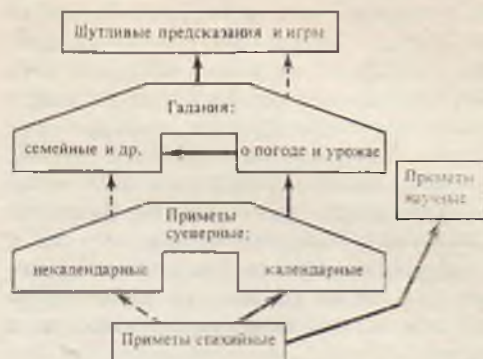 Шутливые предсказания и игры
Гадания:
семейные и др.
о погоде и урожае
Приметы научные
Приметы суеверные:
некалендарные
календарные
Приметы стихийные